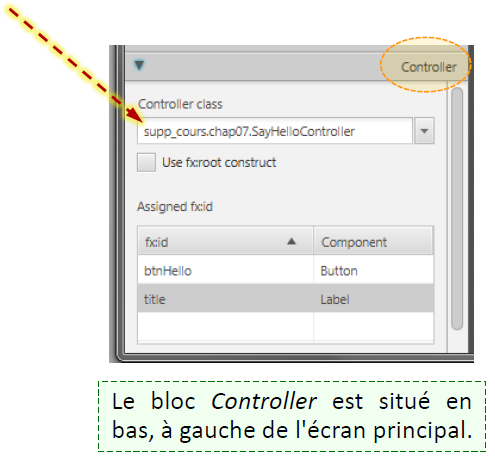 Controller
Controller class
supp_cours.chap07.SayHelloController
Use fx:root construct
Assigned fx:id
fx:id Component
btnHello Button
title Label
Le bloc Controller est situé en
bas, à gauche de l'écran principal.